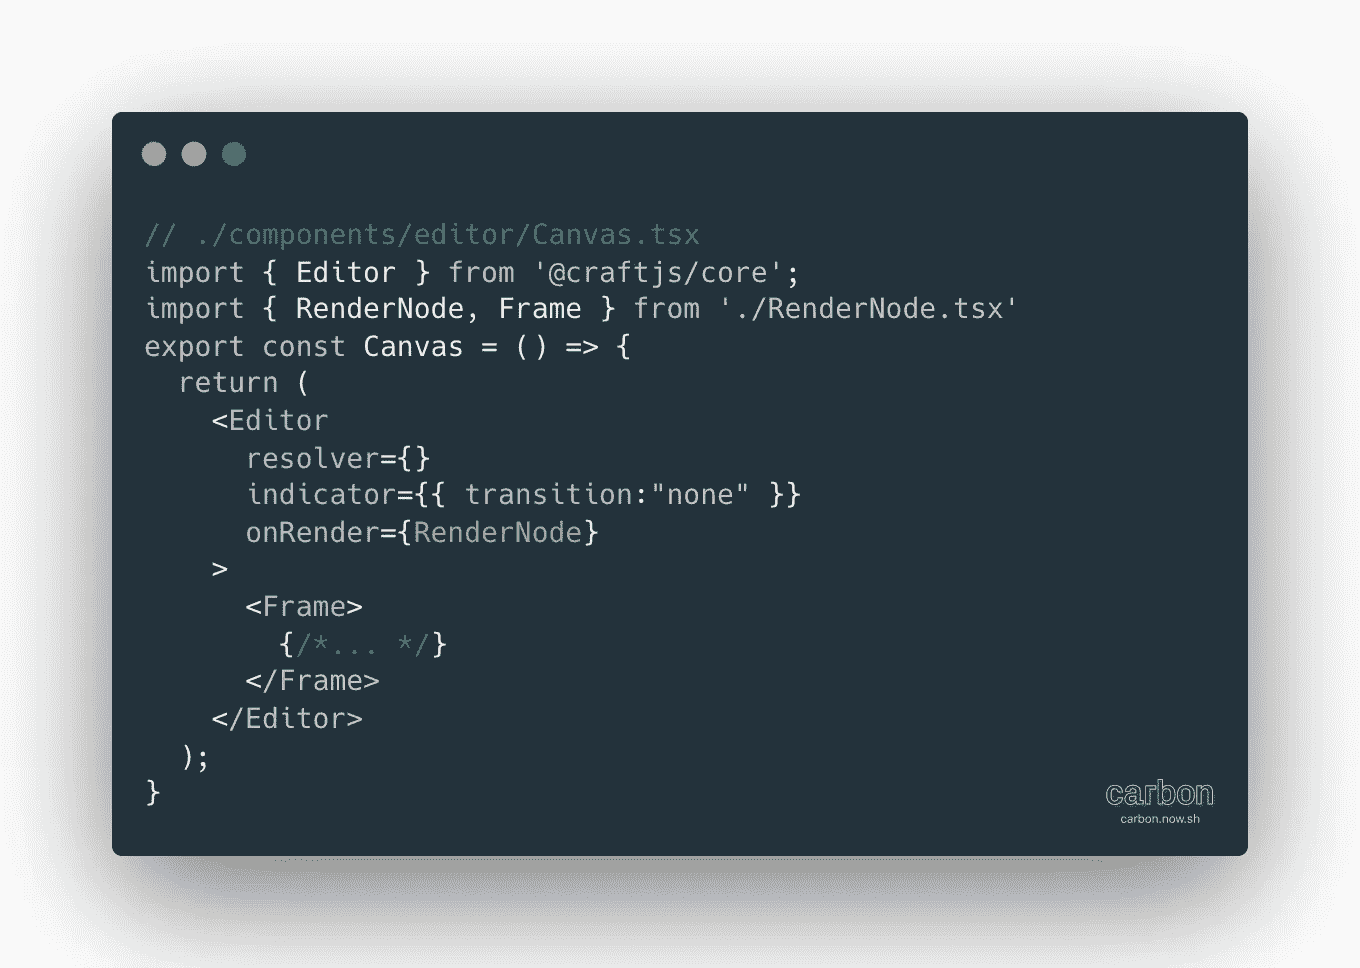 // ./components/editor/Canvas.tsx
import { Editor } from '@craftjs/core';
import { RenderNode, Frame } from './RenderNode.tsx'
export const Canvas = () => {
  return (
    <Editor
      resolver={}
      indicator={{ transition:"none" }}
      onRender={RenderNode}
    >
      <Frame>
        {/*... */}
      </Frame>
    </Editor>
  );
}
carbon
carbon.now.sh